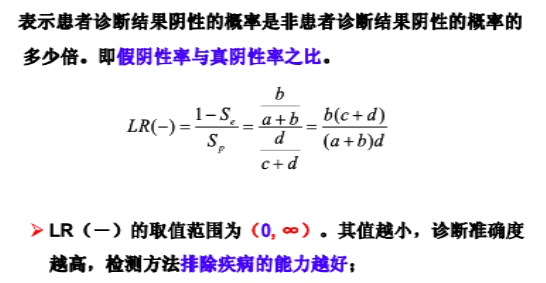 表示患者诊断结果阴性的概率是非患者诊断结果阴性的概率的
多少倍。即假阴性率与真阴性率之比。
LR(−) = \frac{1−S_e}{S_p} = \frac{\frac{b}{a+b}}{\frac{d}{c+d}} = \frac{b(c+d)}{(a+b)d}
➢ LR（一）的取值范围为（0, ∞）。其值越小，诊断准确度
越高，检测方法排除疾病的能力越好；